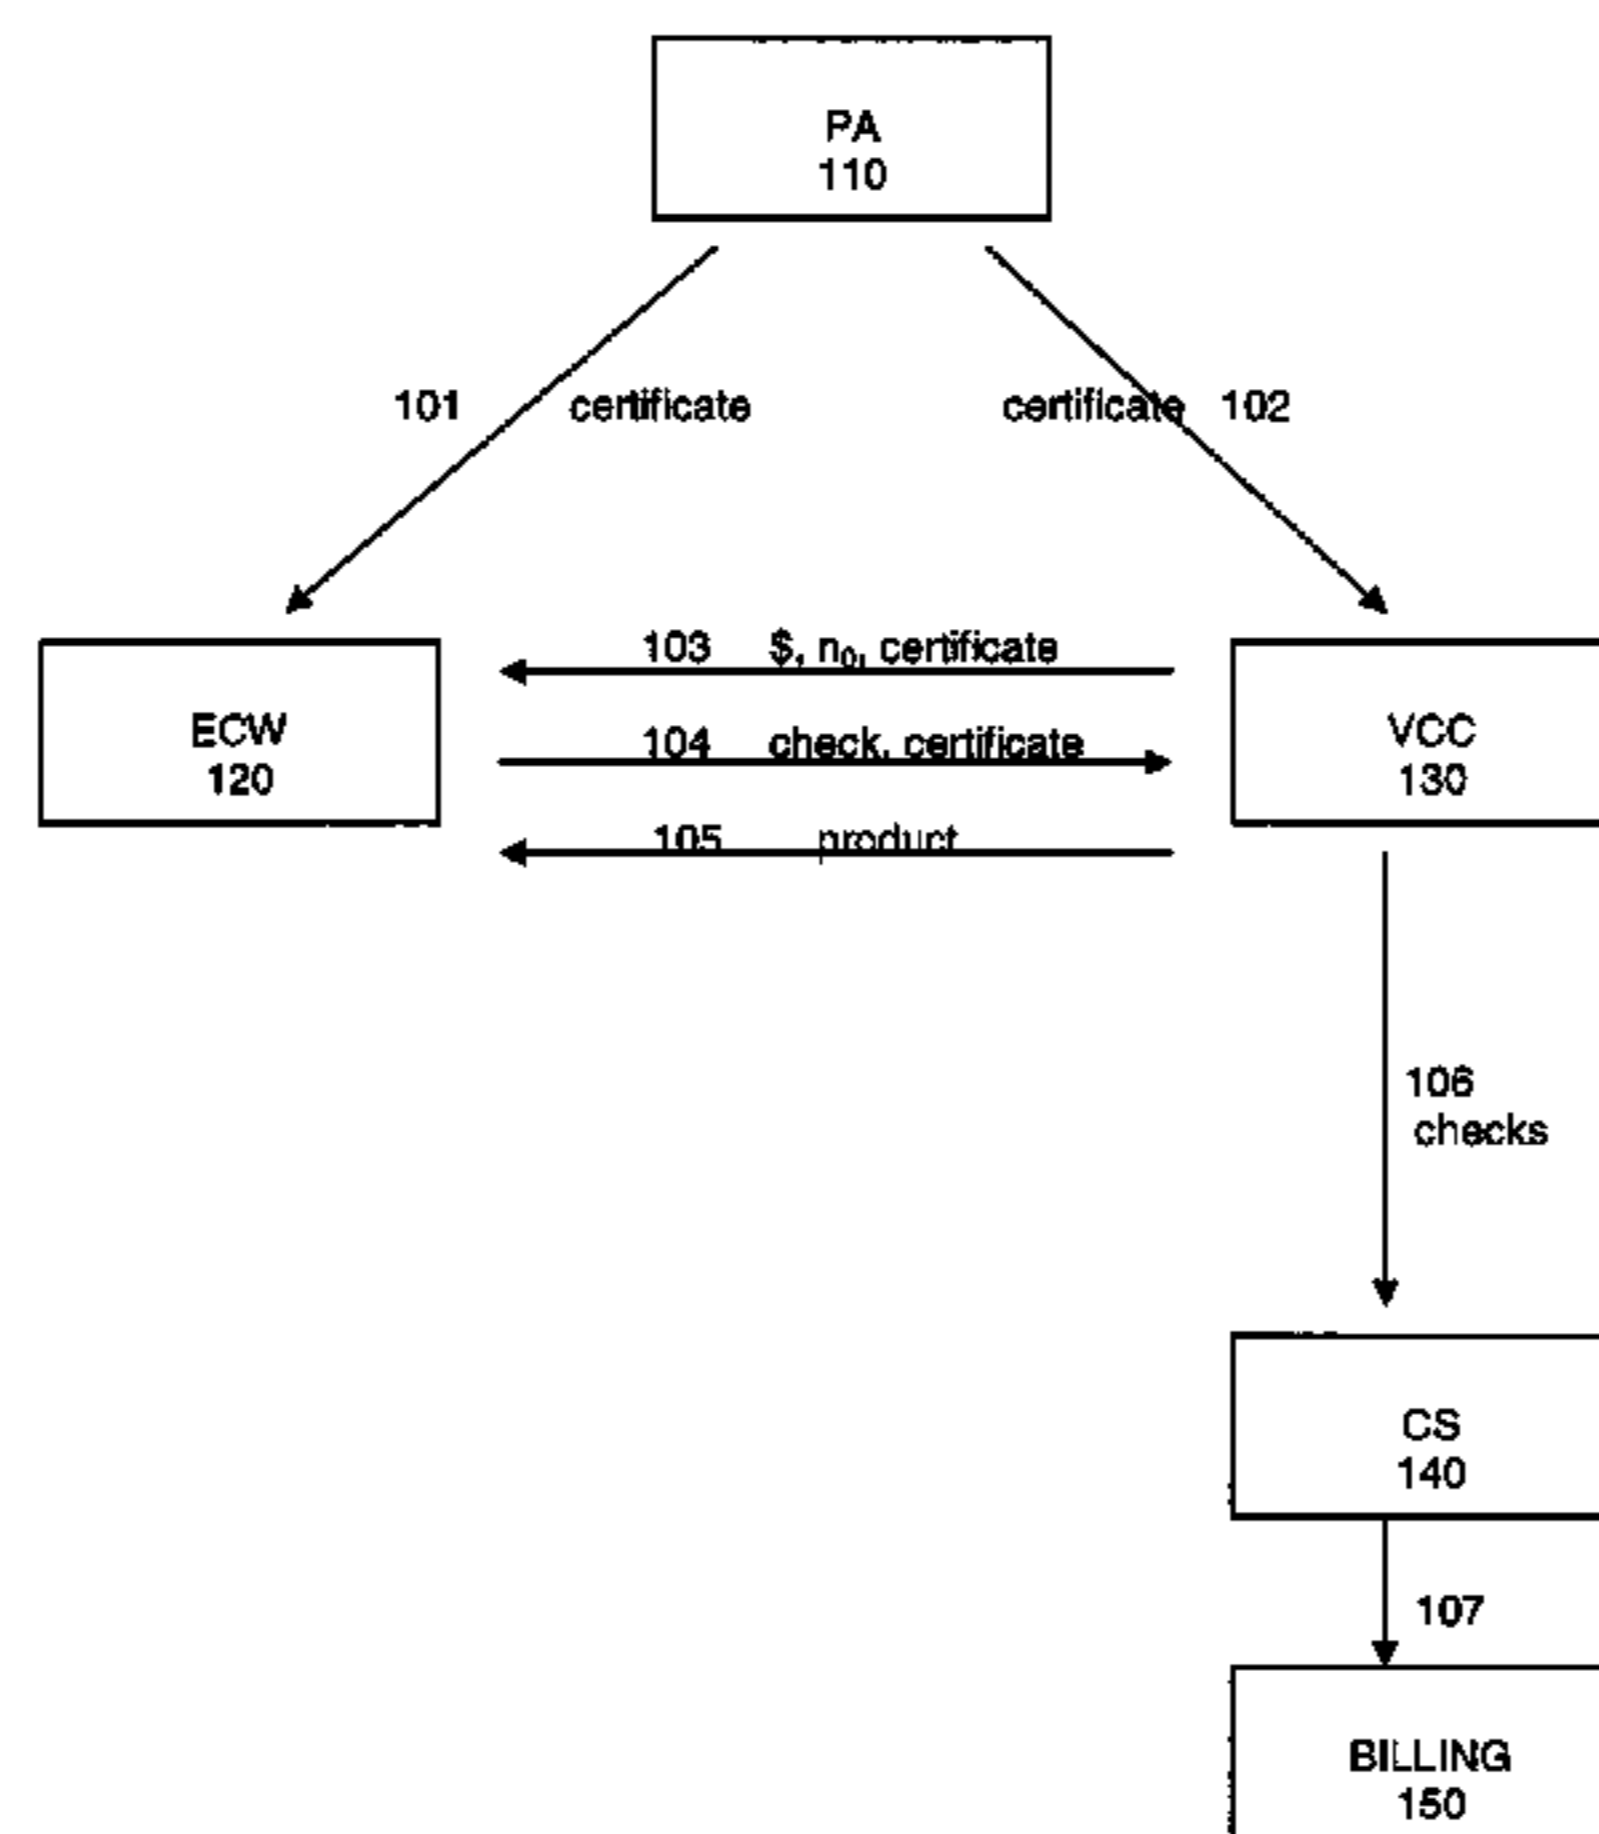 PA
110
101 certificate
certificate 102
103 $, n₀, certificate
ECW
120
VCC
130
104 check, certificate
105 product
106
checks
CS
140
107
BILLING
150